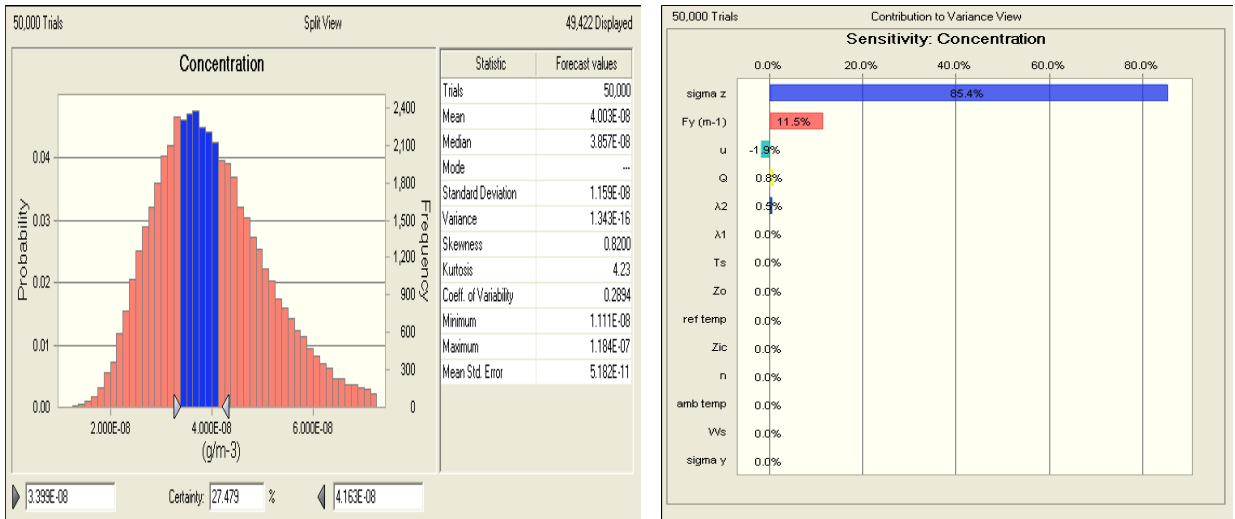 50,000 Trials Split View 49,422 Displayed
Concentration
Statistic Forecast values
Trials 50,000
Mean 4.003E-08
Median 3.857E-08
Mode ---
Standard Deviation 1.159E-08
Variance 1.343E-16
Skewness 0.8200
Kurtosis 4.23
Coeff. of Variability 0.2894
Minimum 1.111E-08
Maximum 1.184E-07
Mean Std. Error 5.182E-11
Probability
0.04
0.03
0.02
0.01
0.00
2,400
2,100
1,800
1,500
1,200
900
600
300
0
Frequency
2.000E-08 4.000E-08 6.000E-08
(g/m-3)
3.399E-08 Certainty: 27.479 % 4.163E-08
50,000 Trials Contribution to Variance View
Sensitivity: Concentration
0.0% 20.0% 40.0% 60.0% 80.0%
sigma z 85.4%
Fy (m-1) 11.5%
u -1.9%
Q 0.8%
λ2 0.5%
λ1 0.0%
Ts 0.0%
Zo 0.0%
ref temp 0.0%
Zic 0.0%
n 0.0%
amb temp 0.0%
Ws 0.0%
sigma y 0.0%